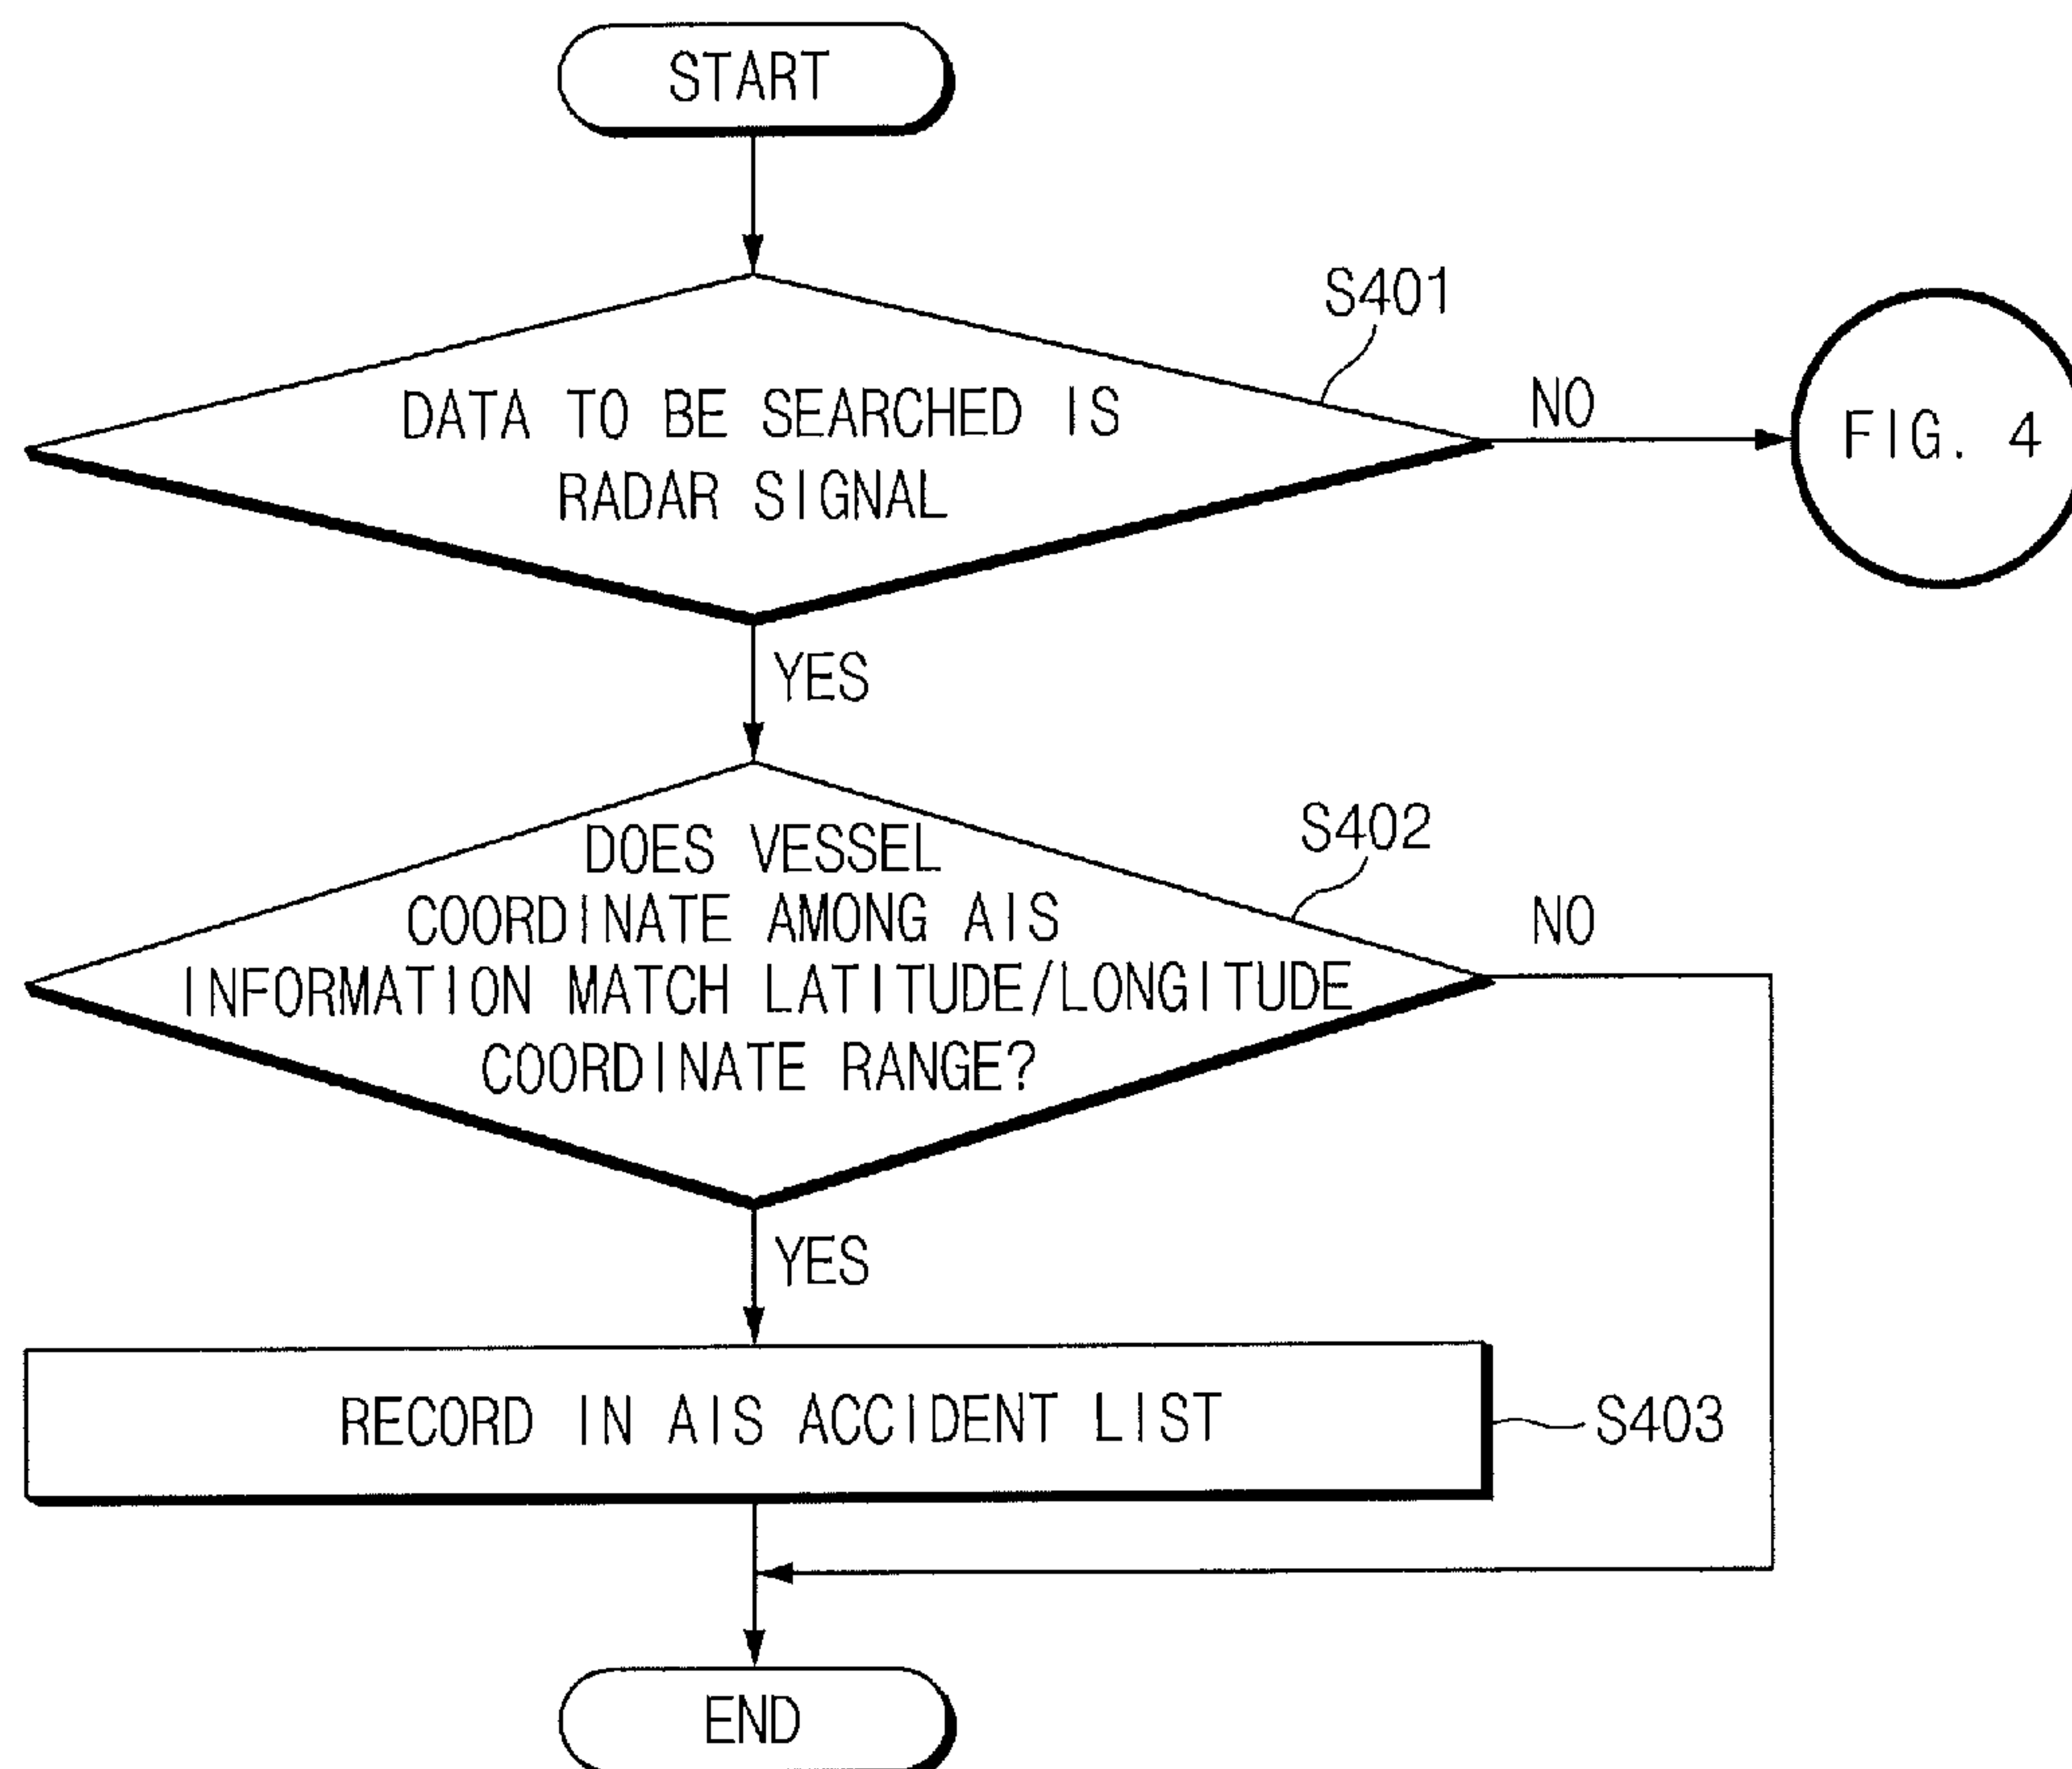 START
S401
DATA TO BE SEARCHED IS
RADAR SIGNAL
NO
FIG. 4
YES
S402
DOES VESSEL
COORDINATE AMONG AIS
INFORMATION MATCH LATITUDE/LONGITUDE
COORDINATE RANGE?
NO
YES
RECORD IN AIS ACCIDENT LIST
S403
END